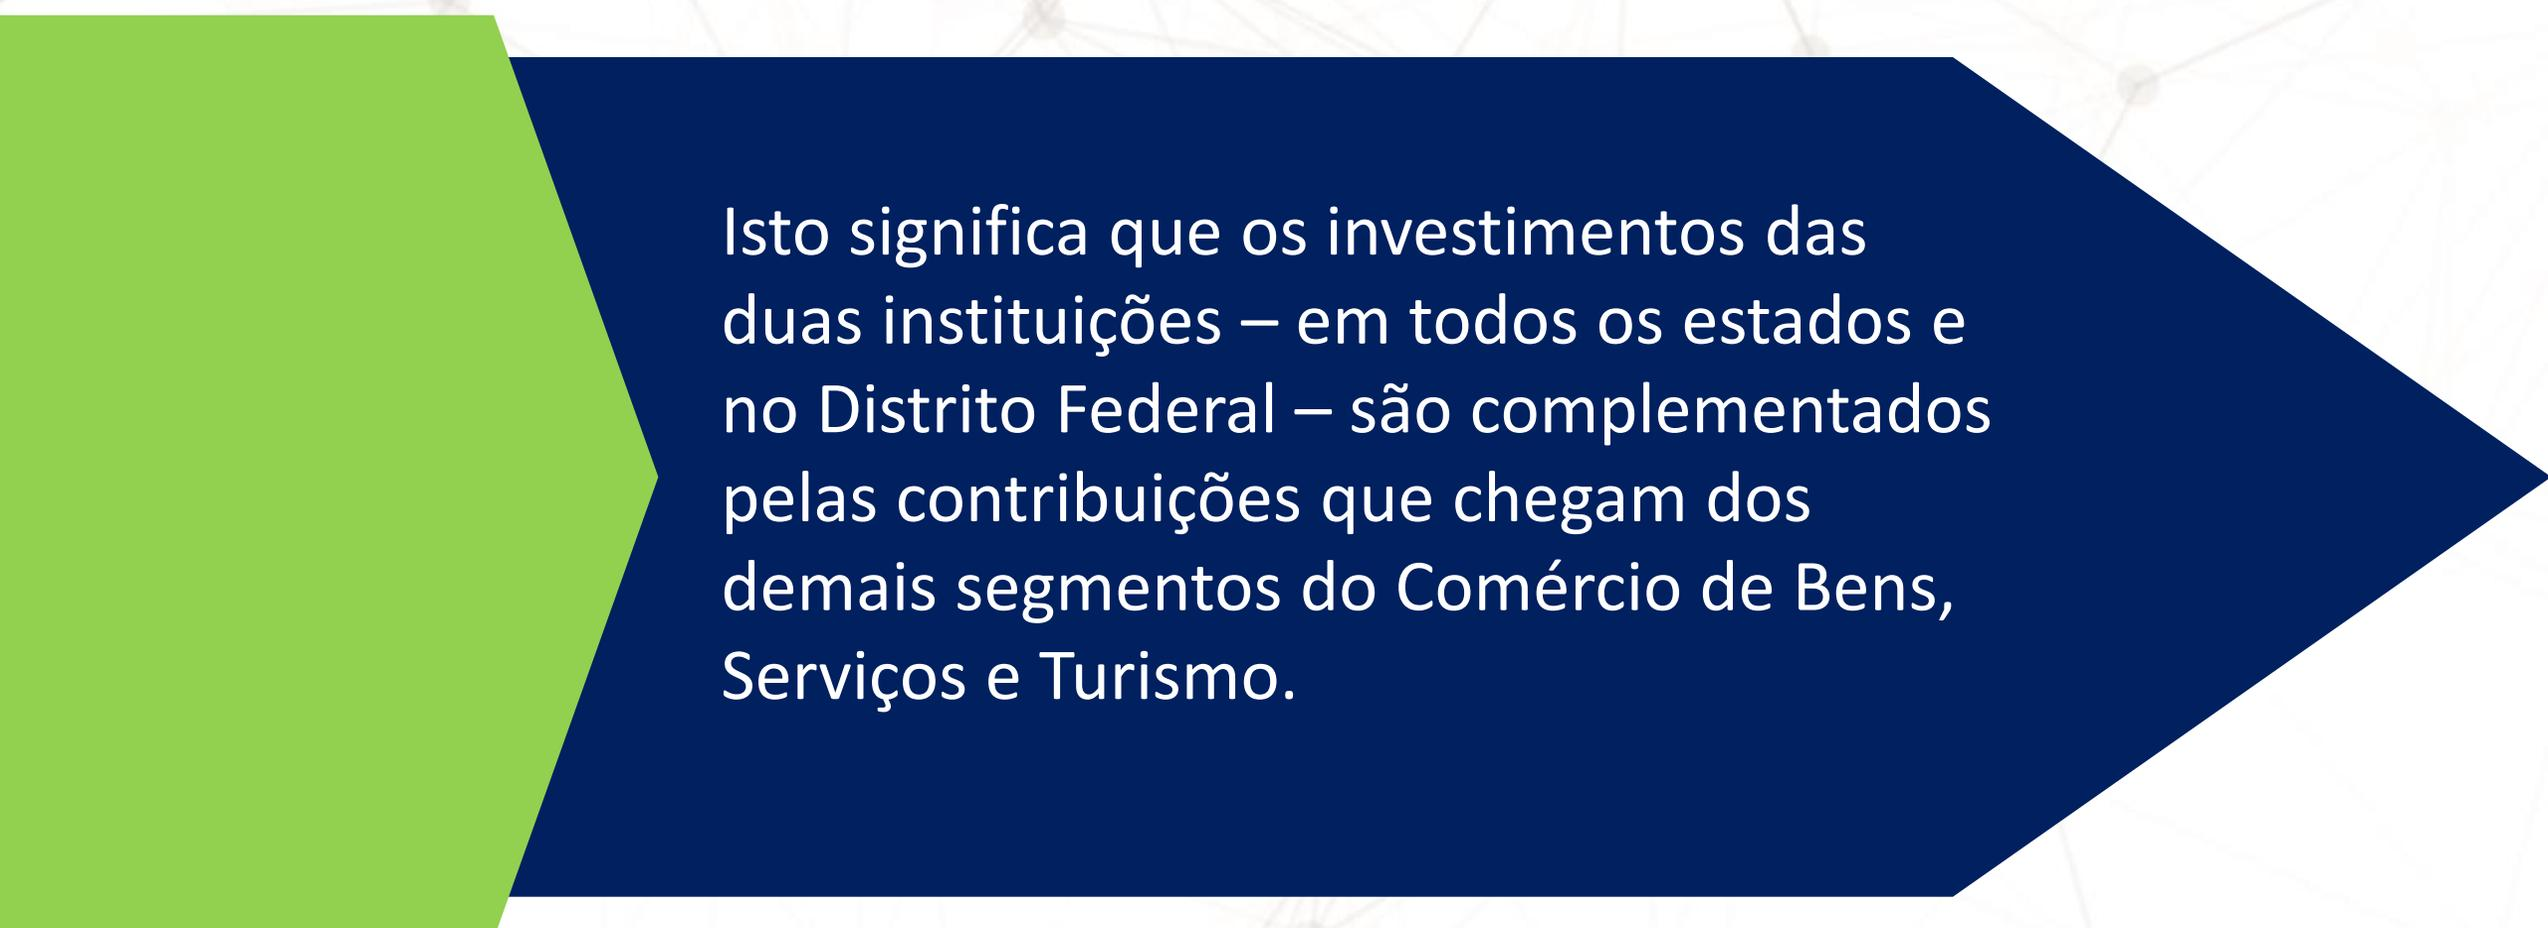 Isto significa que os investimentos das
duas instituições – em todos os estados e
no Distrito Federal – são complementados
pelas contribuições que chegam dos
demais segmentos do Comércio de Bens,
Serviços e Turismo.